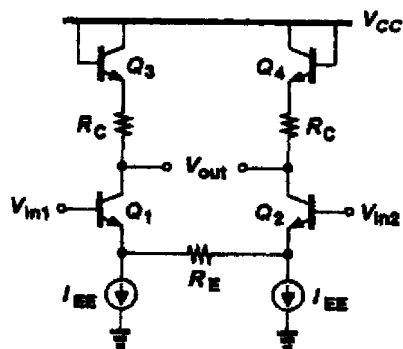 V_CC
Q_3 Q_4
R_C R_C
V_out
V_in1 Q_1 Q_2 V_in2
R_E
I_EE I_EE